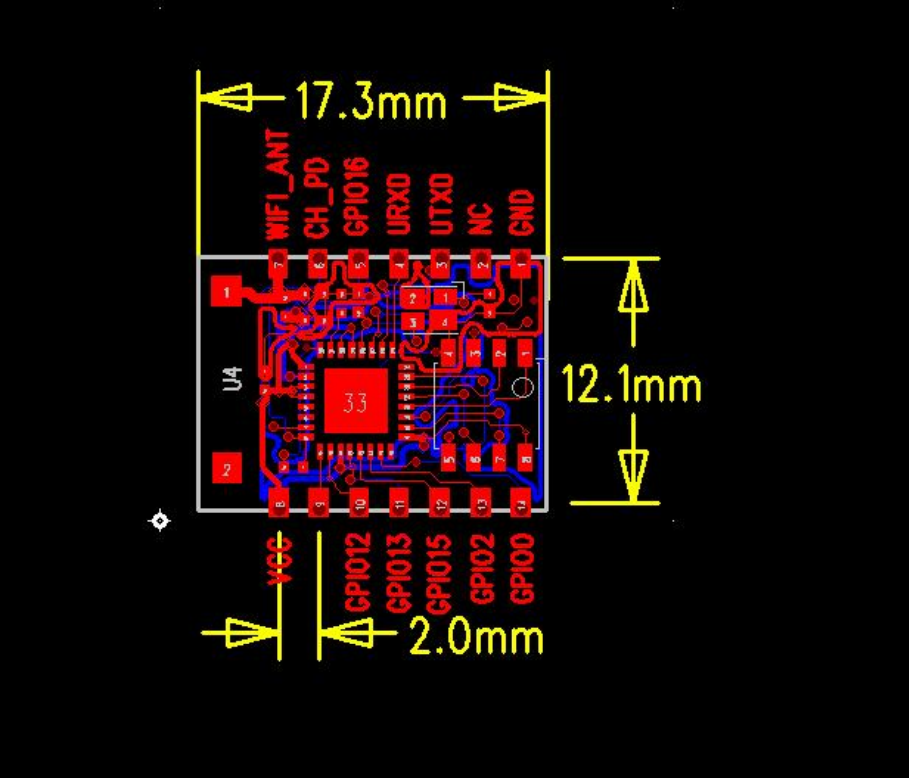 17.3mm
WIFI_ANT
CH_PD
GPIO16
URXD
UTXD
NC
GND
7
6
5
4
3
2
1
2
1
3
4
4
3
2
1
U4
33
12.1mm
2
5
6
7
8
8
9
10
11
12
13
14
VCC
GPIO12
GPIO13
GPIO15
GPIO2
GPIO0
2.0mm